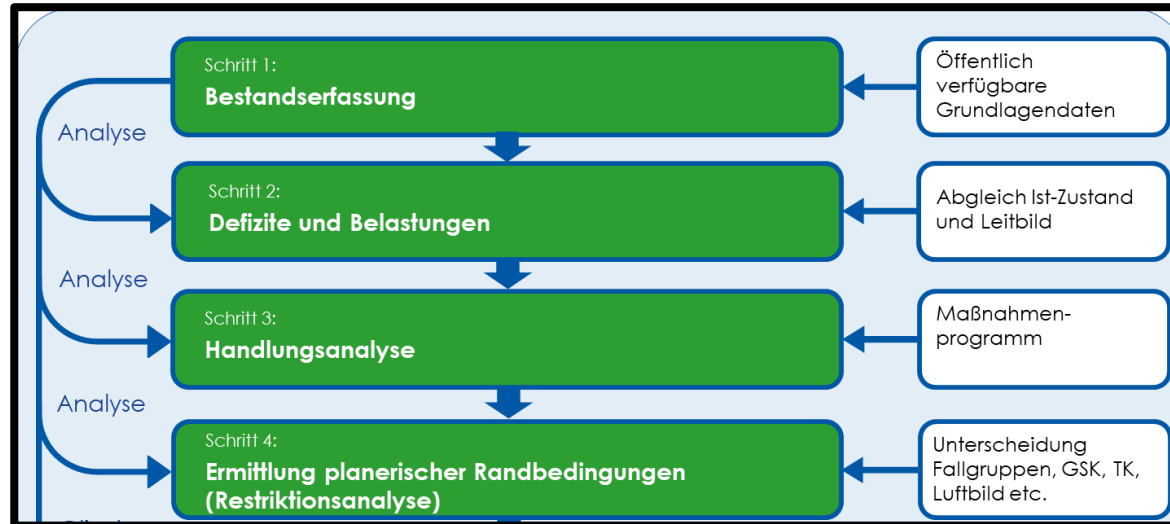 Schritt 1:
Bestandserfassung
Öffentlich
verfügbare
Grundlagendaten
Analyse
Schritt 2:
Defizite und Belastungen
Abgleich Ist-Zustand
und Leitbild
Analyse
Schritt 3:
Handlungsanalyse
Maßnahmen-
programm
Analyse
Schritt 4:
Ermittlung planerischer Randbedingungen
(Restriktionsanalyse)
Unterscheidung
Fallgruppen, GSK, TK,
Luftbild etc.